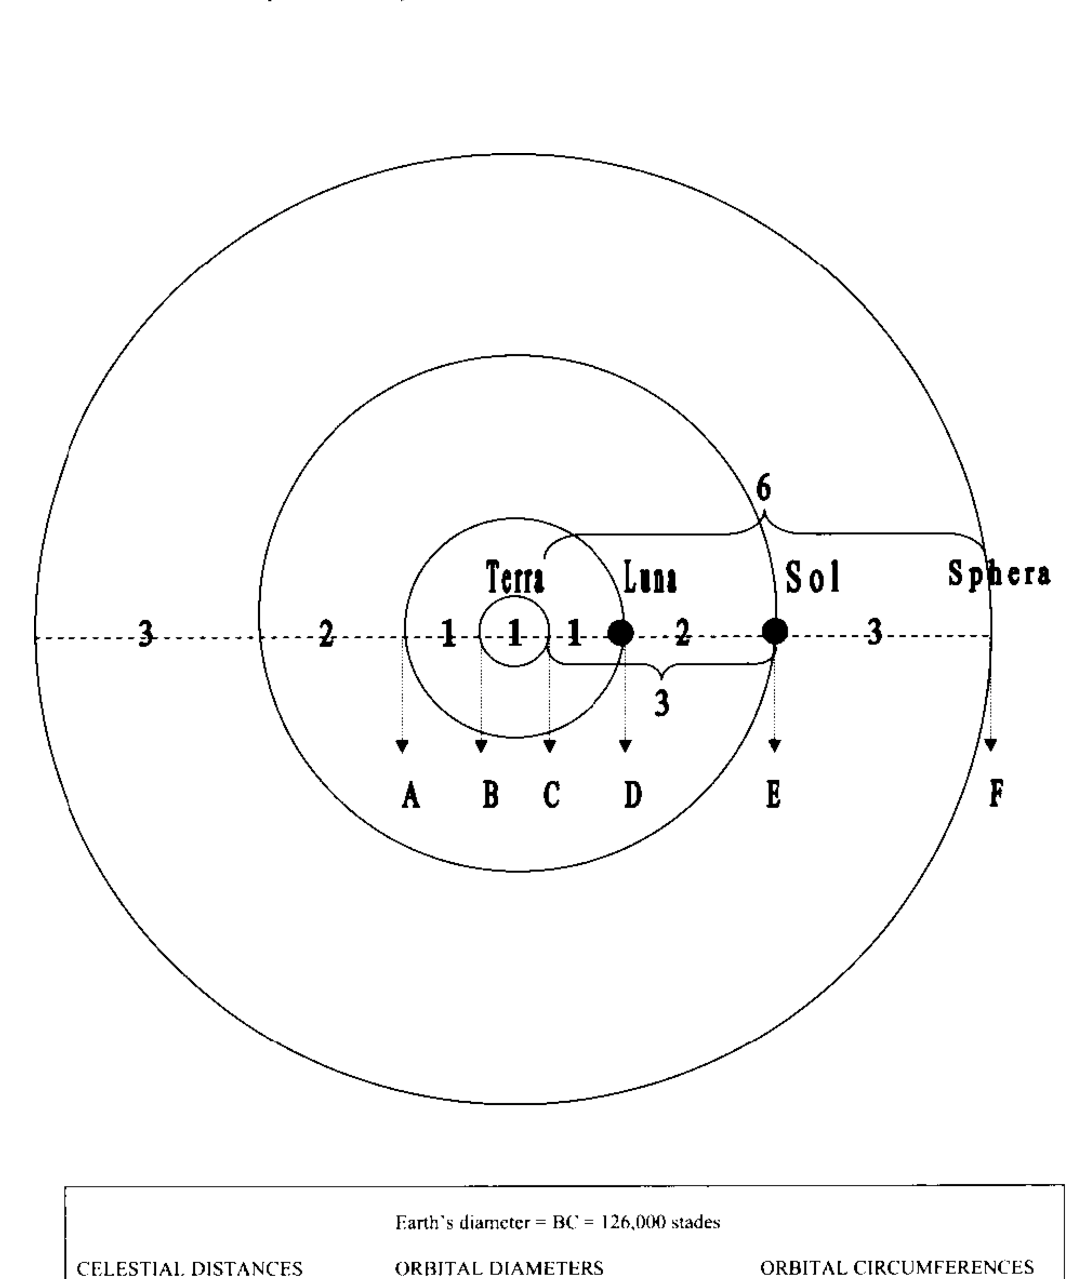 6
Terra Luna Sol Sphera
3 2 1 1 1 2 3
3
A B C D E F
Earth's diameter = BC = 126,000 stades
CELESTIAL DISTANCES ORBITAL DIAMETERS ORBITAL CIRCUMFERENCES